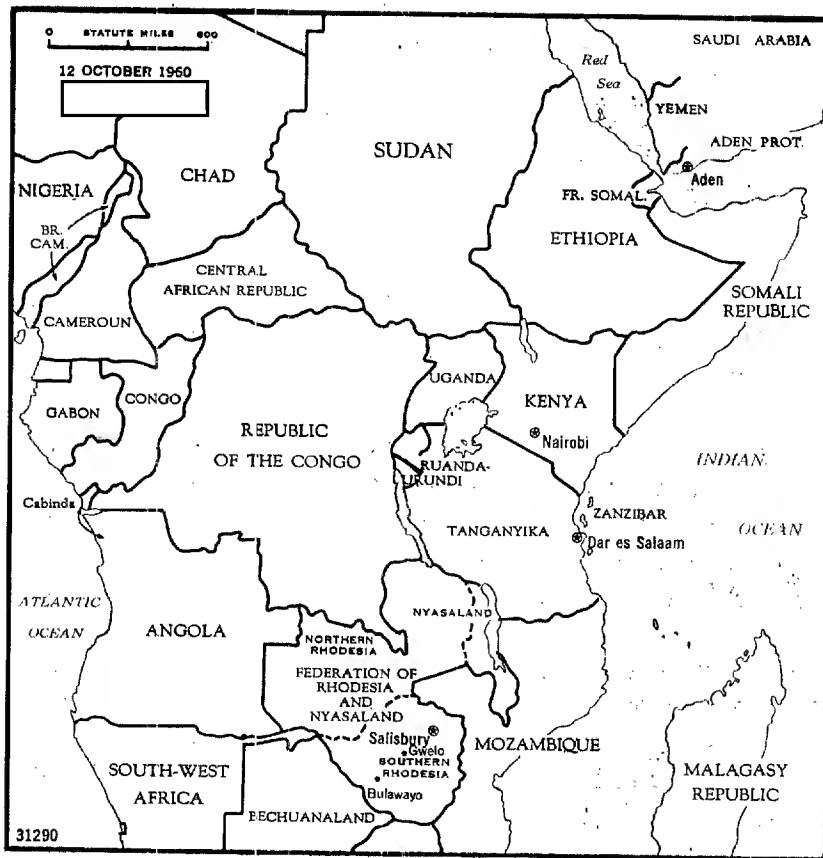 0 STATUTE MILES 600
12 OCTOBER 1960
SAUDI ARABIA
Red
Sea
YEMEN
ADEN PROT.
Aden
SUDAN
CHAD
NIGERIA
FR. SOMAL.
ETHIOPIA
BR.
CAM.
CENTRAL
AFRICAN REPUBLIC
SOMALI
REPUBLIC
CAMEROUN
UGANDA
KENYA
GABON
CONGO
Nairobi
REPUBLIC
OF THE CONGO
INDIAN
OCEAN
RUANDA-
URUNDI
Cabinda
ZANZIBAR
TANGANYIKA
Dar es Salaam
ATLANTIC
OCEAN
NYASALAND
ANGOLA
NORTHERN
RHODESIA
FEDERATION OF
RHODESIA
AND
NYASALAND
Salisbury
Gwelo
MOZAMBIQUE
SOUTHERN
RHODESIA
SOUTH-WEST
AFRICA
Bulawayo
MALAGASY
REPUBLIC
BECHUANALAND
31290